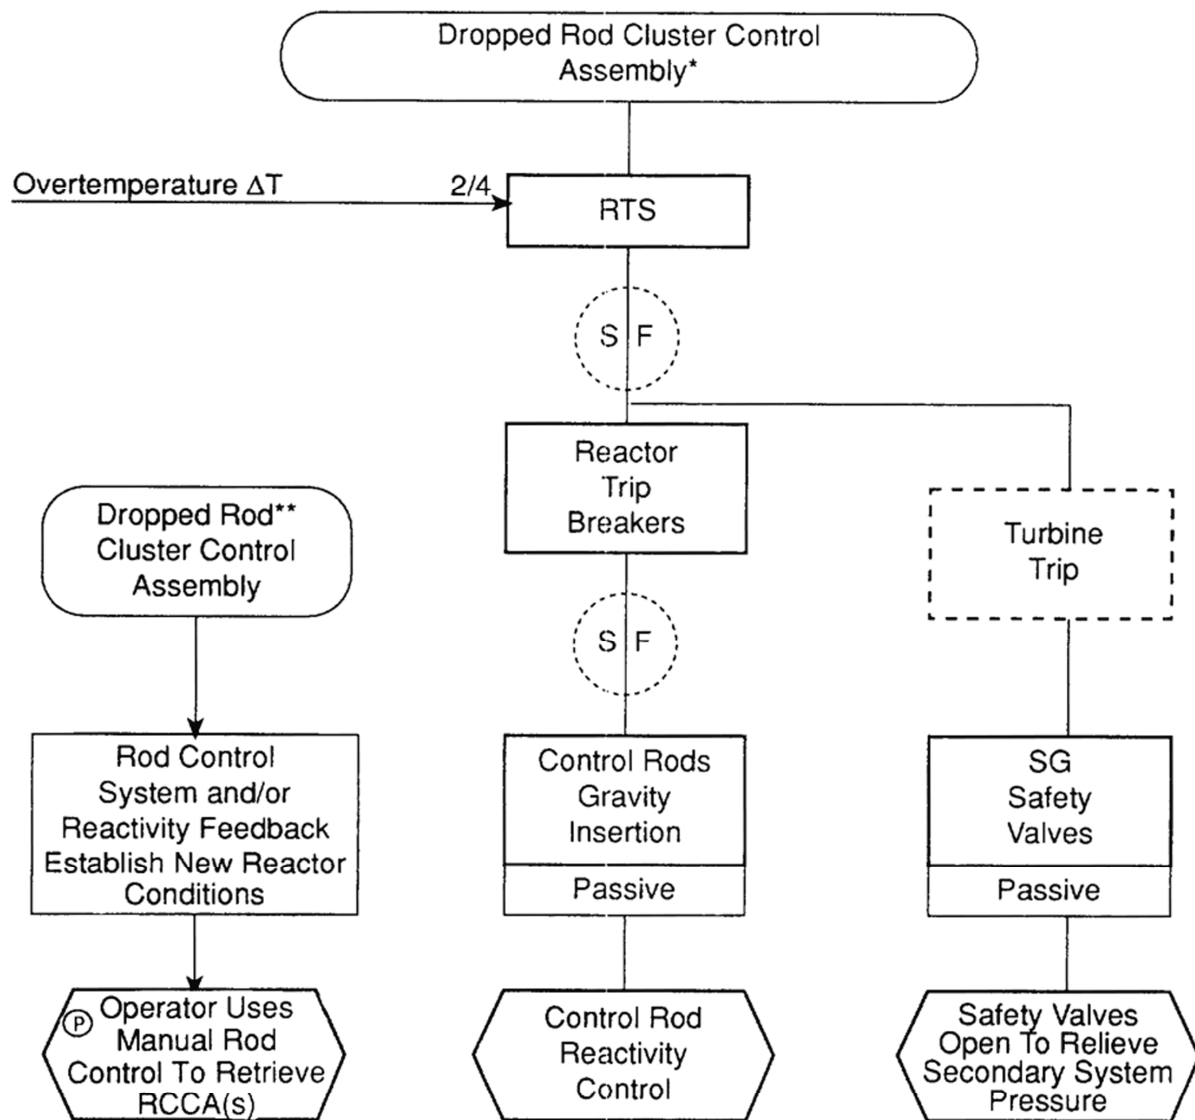 Dropped Rod Cluster Control
Assembly*
Overtemperature ΔT
2/4
RTS
S F
Reactor
Trip
Breakers
Turbine
Trip
Dropped Rod**
Cluster Control
Assembly
S F
Rod Control
System and/or
Reactivity Feedback
Establish New Reactor
Conditions
Control Rods
Gravity
Insertion
Passive
SG
Safety
Valves
Passive
P
Operator Uses
Manual Rod
Control To Retrieve
RCCA(s)
Control Rod
Reactivity
Control
Safety Valves
Open To Relieve
Secondary System
Pressure